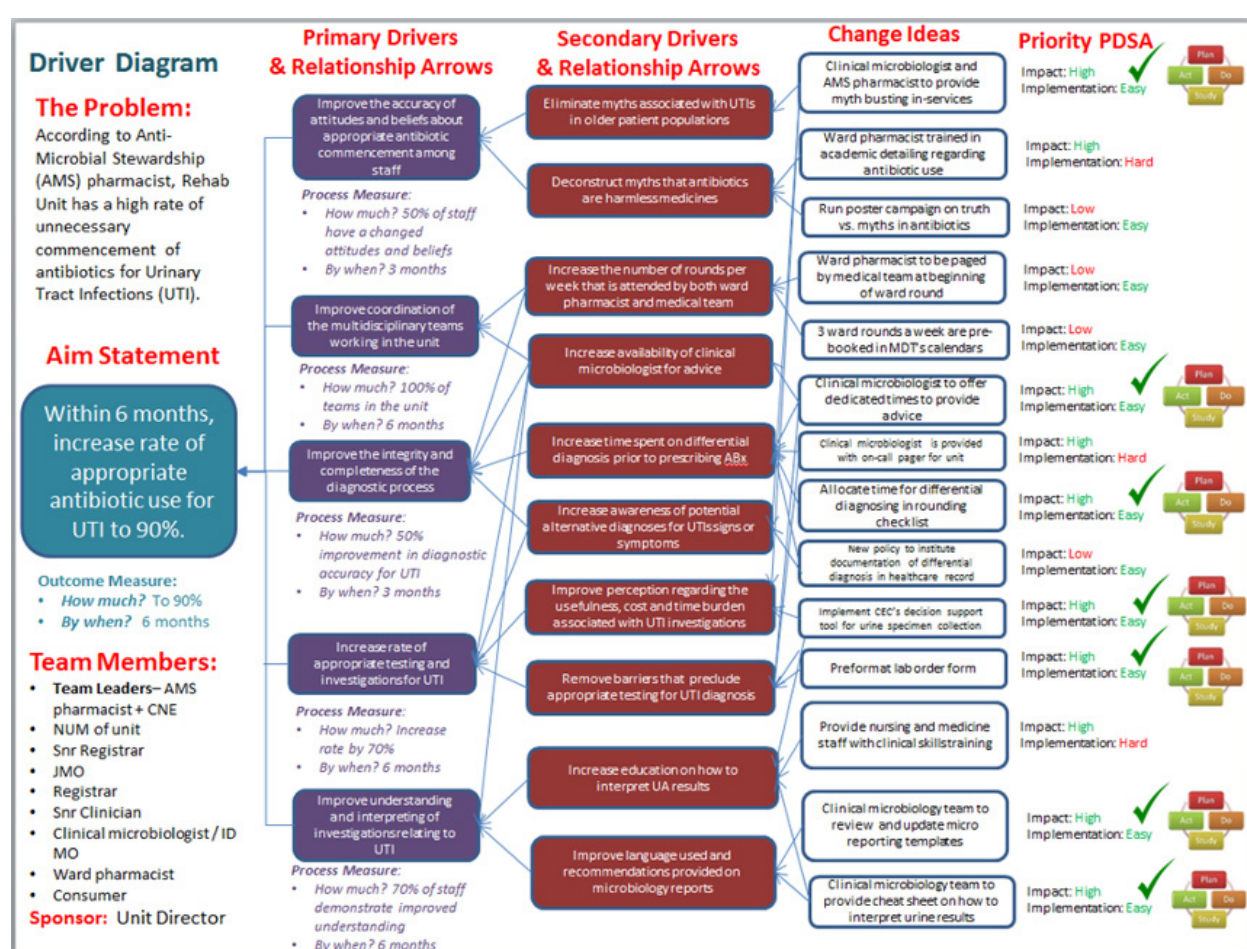 Driver Diagram
The Problem:
According to Anti-
Microbial Stewardship
(AMS) pharmacist, Rehab
Unit has a high rate of
unnecessary
commencement of
antibiotics for Urinary
Tract Infections (UTI).
Aim Statement
Within 6 months,
increase rate of
appropriate
antibiotic use for
UTI to 90%.
Outcome Measure:
• How much? To 90%
• By when? 6 months
Team Members:
• Team Leaders– AMS
pharmacist + CNE
• NUM of unit
• Snr Registrar
• JMO
• Registrar
• Snr Clinician
• Clinical microbiologist / ID
MO
• Ward pharmacist
• Consumer
Sponsor: Unit Director
Primary Drivers
& Relationship Arrows
Improve the accuracy of
attitudes and beliefs about
appropriate antibiotic
commencement among
staff
Process Measure:
• How much? 50% of staff
have a changed
attitudes and beliefs
• By when? 3 months
Improve coordination of
the multidisciplinary teams
working in the unit
Process Measure:
• How much? 100% of
teams in the unit
• By when? 6 months
Improve the integrity and
completeness of the
diagnostic process
Process Measure:
• How much? 50%
improvement in diagnostic
accuracy for UTI
• By when? 3 months
Increase rate of
appropriate testing and
investigations for UTI
Process Measure:
• How much? Increase
rate by 70%
• By when? 6 months
Improve understanding
and interpreting of
investigations relating to
UTI
Process Measure:
• How much? 70% of staff
demonstrate improved
understanding
• By when? 6 months
Secondary Drivers
& Relationship Arrows
Eliminate myths associated with UTIs
in older patient populations
Deconstruct myths that antibiotics
are harmless medicines
Increase the number of rounds per
week that is attended by both ward
pharmacist and medical team
Increase availability of clinical
microbiologist for advice
Increase time spent on differential
diagnosis prior to prescribing ABx
Increase awareness of potential
alternative diagnoses for UTIs signs or
symptoms
Improve perception regarding the
usefulness, cost and time burden
associated with UTI investigations
Remove barriers that preclude
appropriate testing for UTI diagnosis
Increase education on how to
interpret UA results
Improve language used and
recommendations provided on
microbiology reports
Change Ideas
Clinical microbiologist and
AMS pharmacist to provide
myth busting in-services
Ward pharmacist trained in
academic detailing regarding
antibiotic use
Run poster campaign on truth
vs. myths in antibiotics
Ward pharmacist to be paged
by medical team at beginning
of ward round
3 ward rounds a week are pre-
booked in MDT's calendars
Clinical microbiologist to offer
dedicated times to provide
advice
Clinical microbiologist is provided
with on-call pager for unit
Allocate time for differential
diagnosing in rounding
checklist
New policy to institute
documentation of differential
diagnosis in healthcare record
Implement CEC's decision support
tool for urine specimen collection
Preformat lab order form
Provide nursing and medicine
staff with clinical skills training
Clinical microbiology team to
review and update micro
reporting templates
Clinical microbiology team to
provide cheat sheet on how to
interpret urine results
Priority PDSA
Impact: High
Implementation: Easy
Plan
Act
Do
Study
Impact: High
Implementation: Hard
Impact: Low
Implementation: Easy
Impact: Low
Implementation: Easy
Impact: Low
Implementation: Easy
Impact: High
Implementation: Easy
Plan
Act
Do
Study
Impact: High
Implementation: Hard
Impact: High
Implementation: Easy
Plan
Act
Do
Study
Impact: Low
Implementation: Easy
Impact: High
Implementation: Easy
Plan
Act
Do
Study
Impact: High
Implementation: Easy
Plan
Act
Do
Study
Impact: High
Implementation: Hard
Impact: High
Implementation: Easy
Plan
Act
Do
Study
Impact: High
Implementation: Easy
Plan
Act
Do
Study